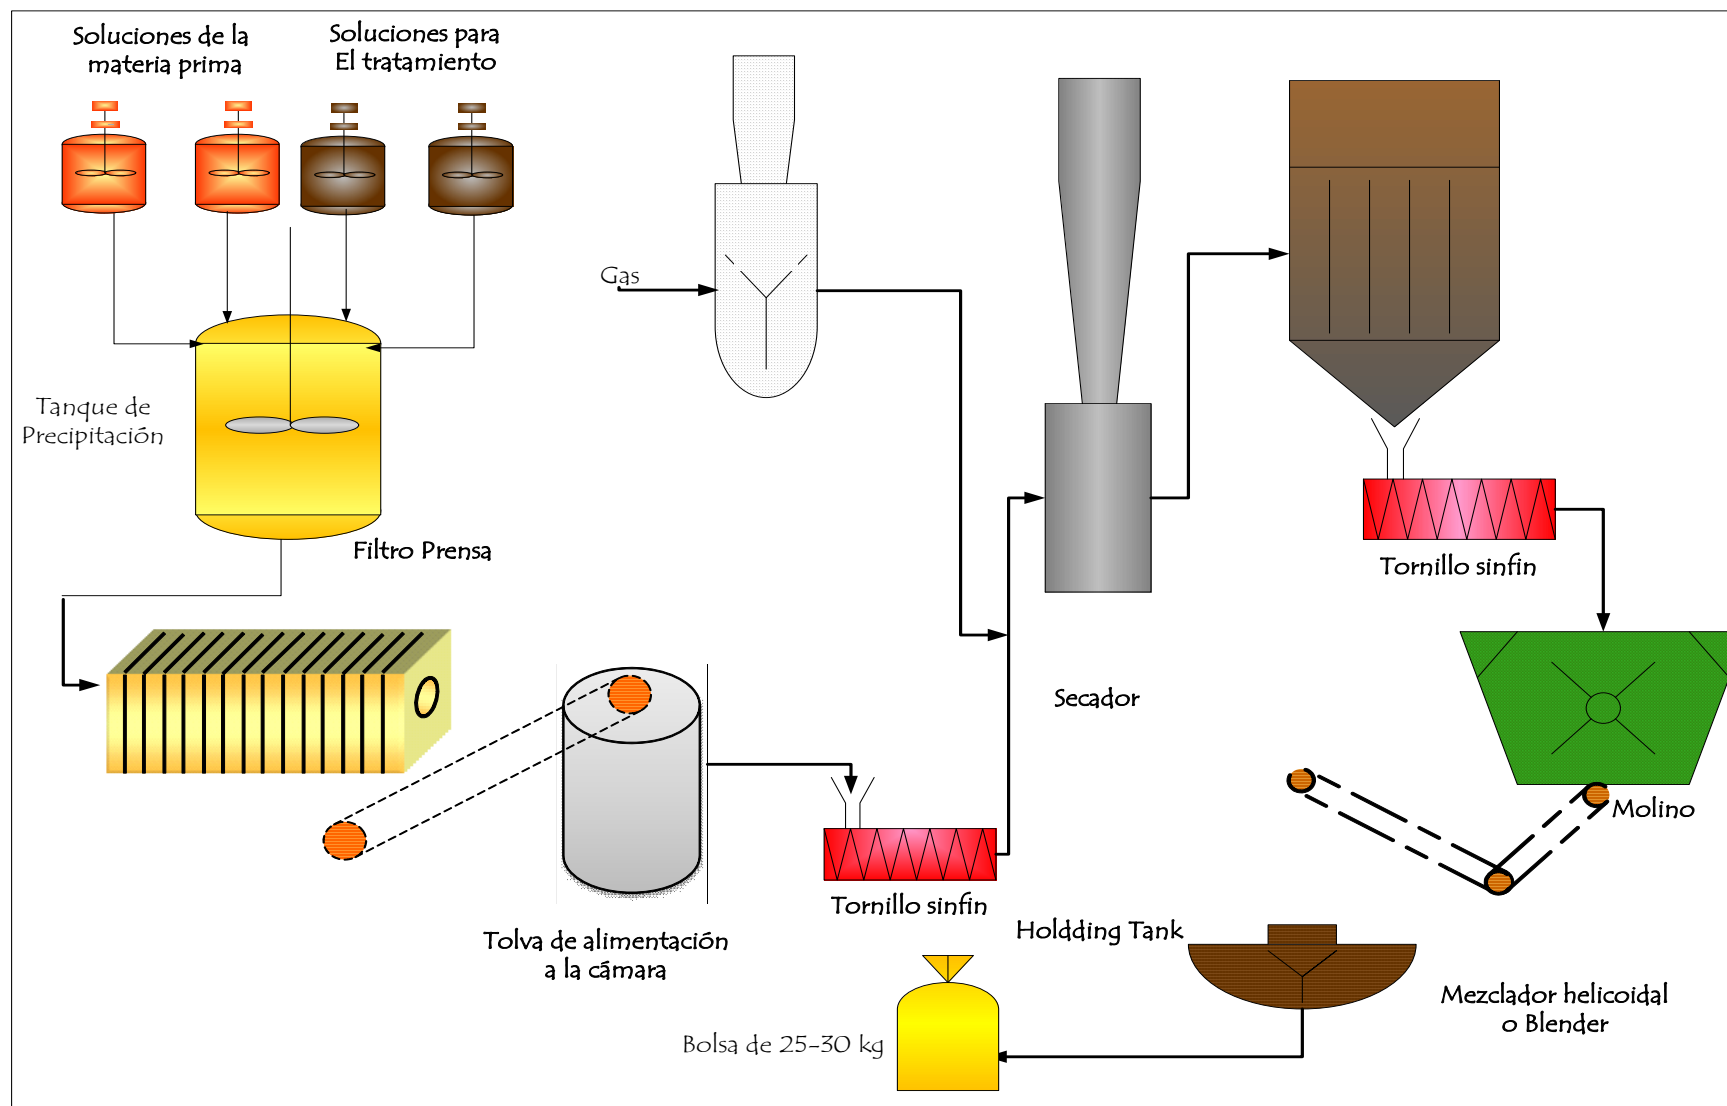 Soluciones de la
materia prima
Soluciones para
El tratamiento
Gas
Tanque de
Precipitación
Filtro Prensa
Tornillo sinfin
Secador
Molino
Tornillo sinfin
Holdding Tank
Tolva de alimentación
a la cámara
Mezclador helicoidal
o Blender
Bolsa de 25-30 kg